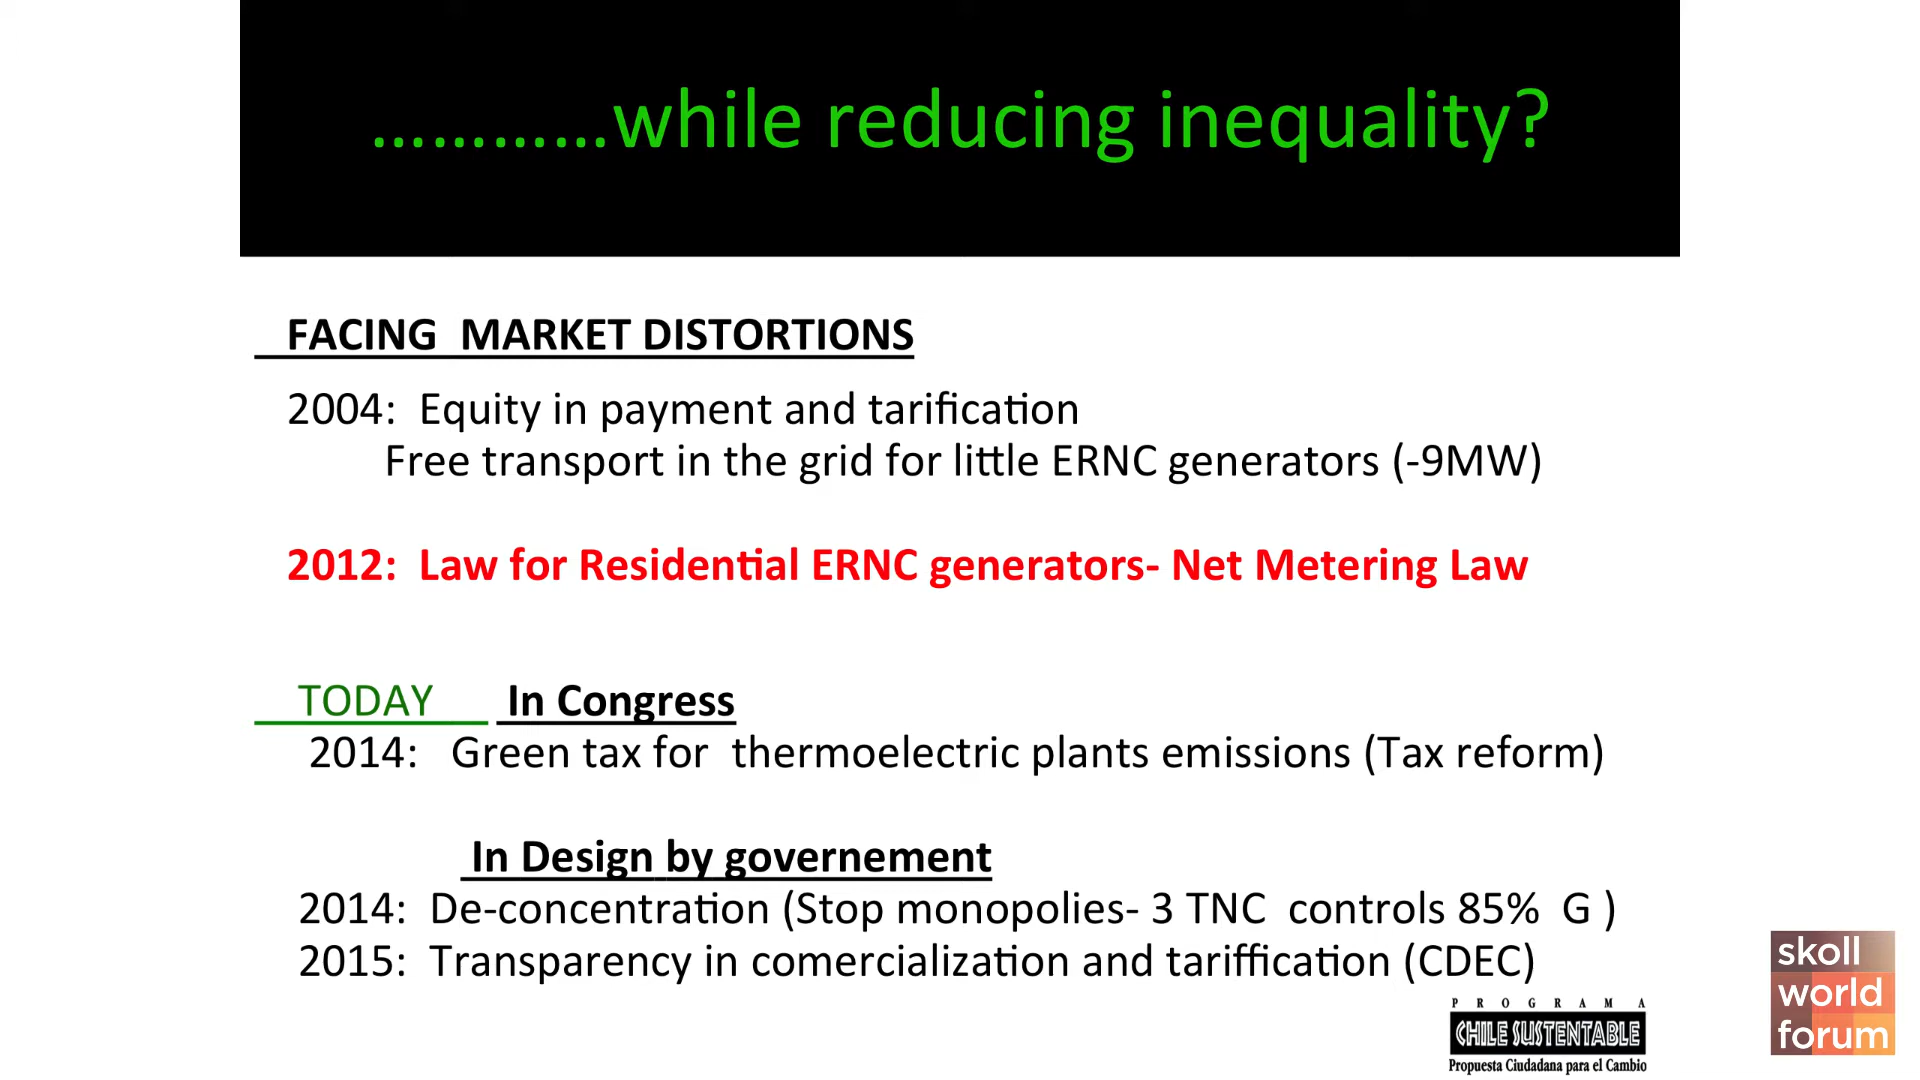 …………while reducing inequality?
FACING MARKET DISTORTIONS
2004: Equity in payment and tarification
Free transport in the grid for little ERNC generators (-9MW)
2012: Law for Residential ERNC generators- Net Metering Law
TODAY In Congress
2014: Green tax for thermoelectric plants emissions (Tax reform)
In Design by governement
2014: De-concentration (Stop monopolies- 3 TNC controls 85% G )
2015: Transparency in comercialization and tariffication (CDEC)
PROGRAMA
CHILE SUSTENTABLE
Propuesta Ciudadana para el Cambio
skoll
world
forum